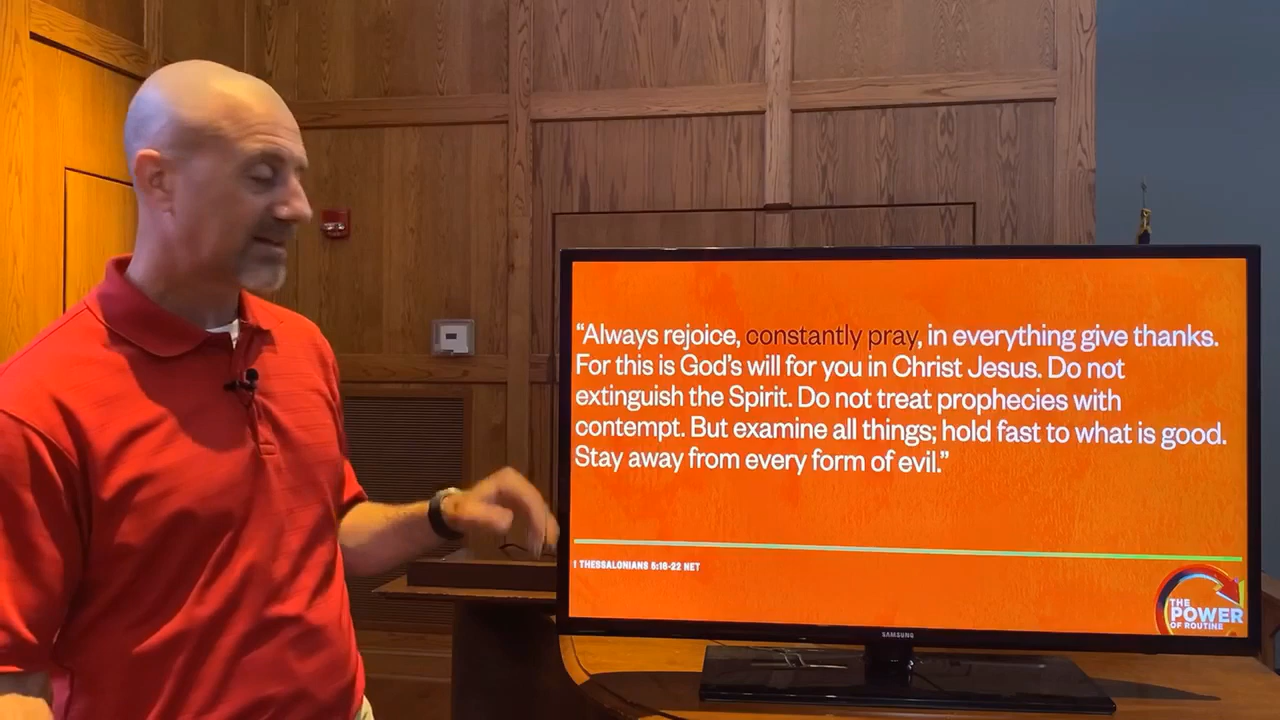 “Always rejoice, constantly pray, in everything give thanks.
For this is God’s will for you in Christ Jesus. Do not
extinguish the Spirit. Do not treat prophecies with
contempt. But examine all things; hold fast to what is good.
Stay away from every form of evil.”
1 THESSALONIANS 5:16-22 NET
THE
POWER
OF ROUTINE
SAMSUNG